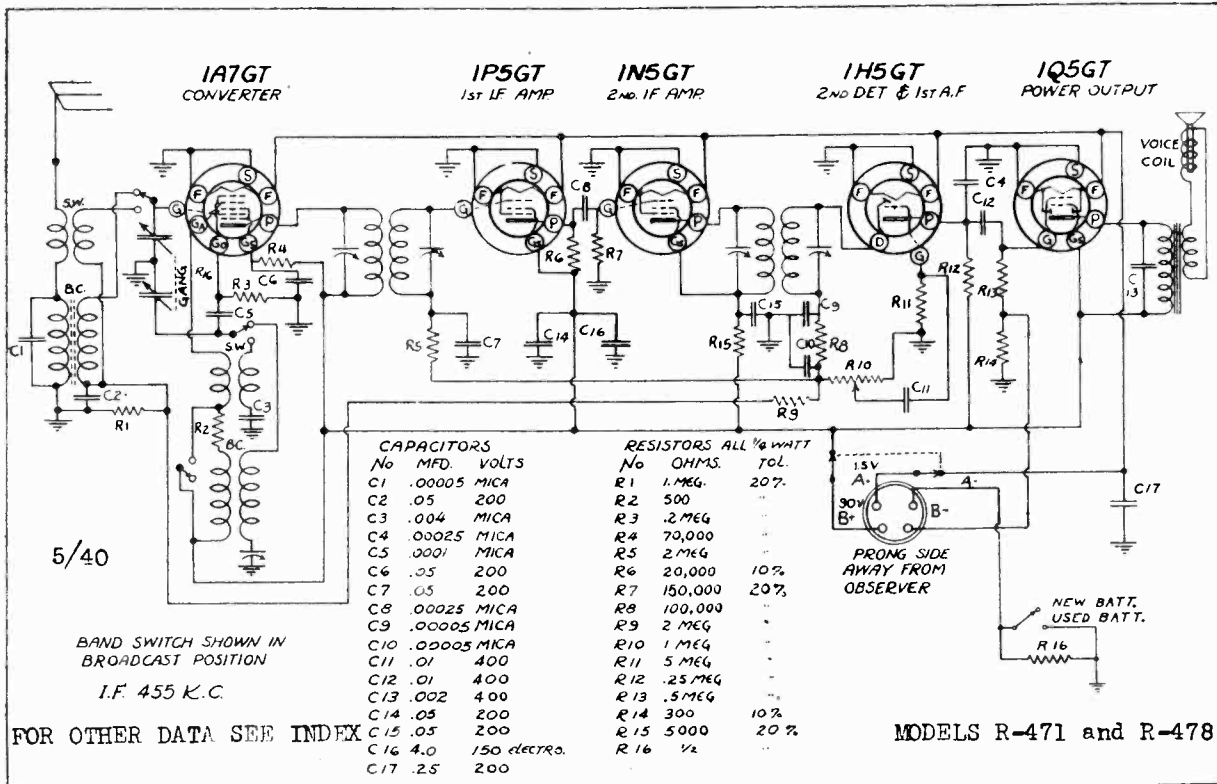 1A7GT
CONVERTER
1P5GT
1ST I.F. AMP.
1N5GT
2ND. IF AMP.
1H5GT
2ND DET & 1ST A.F
1Q5GT
POWER OUTPUT
VOICE
COIL
S.W.
B.C.
C1
C2
R1
GANG
G
GA
GO
GS
F
S
F
P
R4
R16
R3
C6
C5
S.W.
C3
R2
B.C.
R5
C7
G
F
S
F
P
GS
C8
R6
R7
C14
C16
G
F
S
F
P
GS
C15
R15
C9
C10
R8
R9
R10
C11
F
S
F
P
D
G
R11
R12
C4
C12
R13
R14
F
S
F
P
G
GS
C13
C17
1.5V
A+
A-
90V
B+
B-
PRONG SIDE
AWAY FROM
OBSERVER
NEW BATT.
USED BATT.
R16
5/40
BAND SWITCH SHOWN IN
BROADCAST POSITION
I.F. 455 K.C.
CAPACITORS
No MFD. VOLTS
C1 .00005 MICA
C2 .05 200
C3 .004 MICA
C4 .00025 MICA
C5 .0001 MICA
C6 .05 200
C7 .05 200
C8 .00025 MICA
C9 .00005 MICA
C10 .00005 MICA
C11 .01 400
C12 .01 400
C13 .002 400
C14 .05 200
C15 .05 200
C16 4.0 150 ELECTRO.
C17 .25 200
RESISTORS ALL 1/4 WATT
No OHMS. TOL.
R1 1. MEG. 20%
R2 500 "
R3 .2 MEG "
R4 70,000 "
R5 2 MEG "
R6 20,000 10%
R7 150,000 20%
R8 100,000 "
R9 2 MEG "
R10 1 MEG "
R11 5 MEG "
R12 .25 MEG "
R13 .5 MEG "
R14 300 10%
R15 5000 20%
R16 1/2
FOR OTHER DATA SEE INDEX
MODELS R-471 and R-478